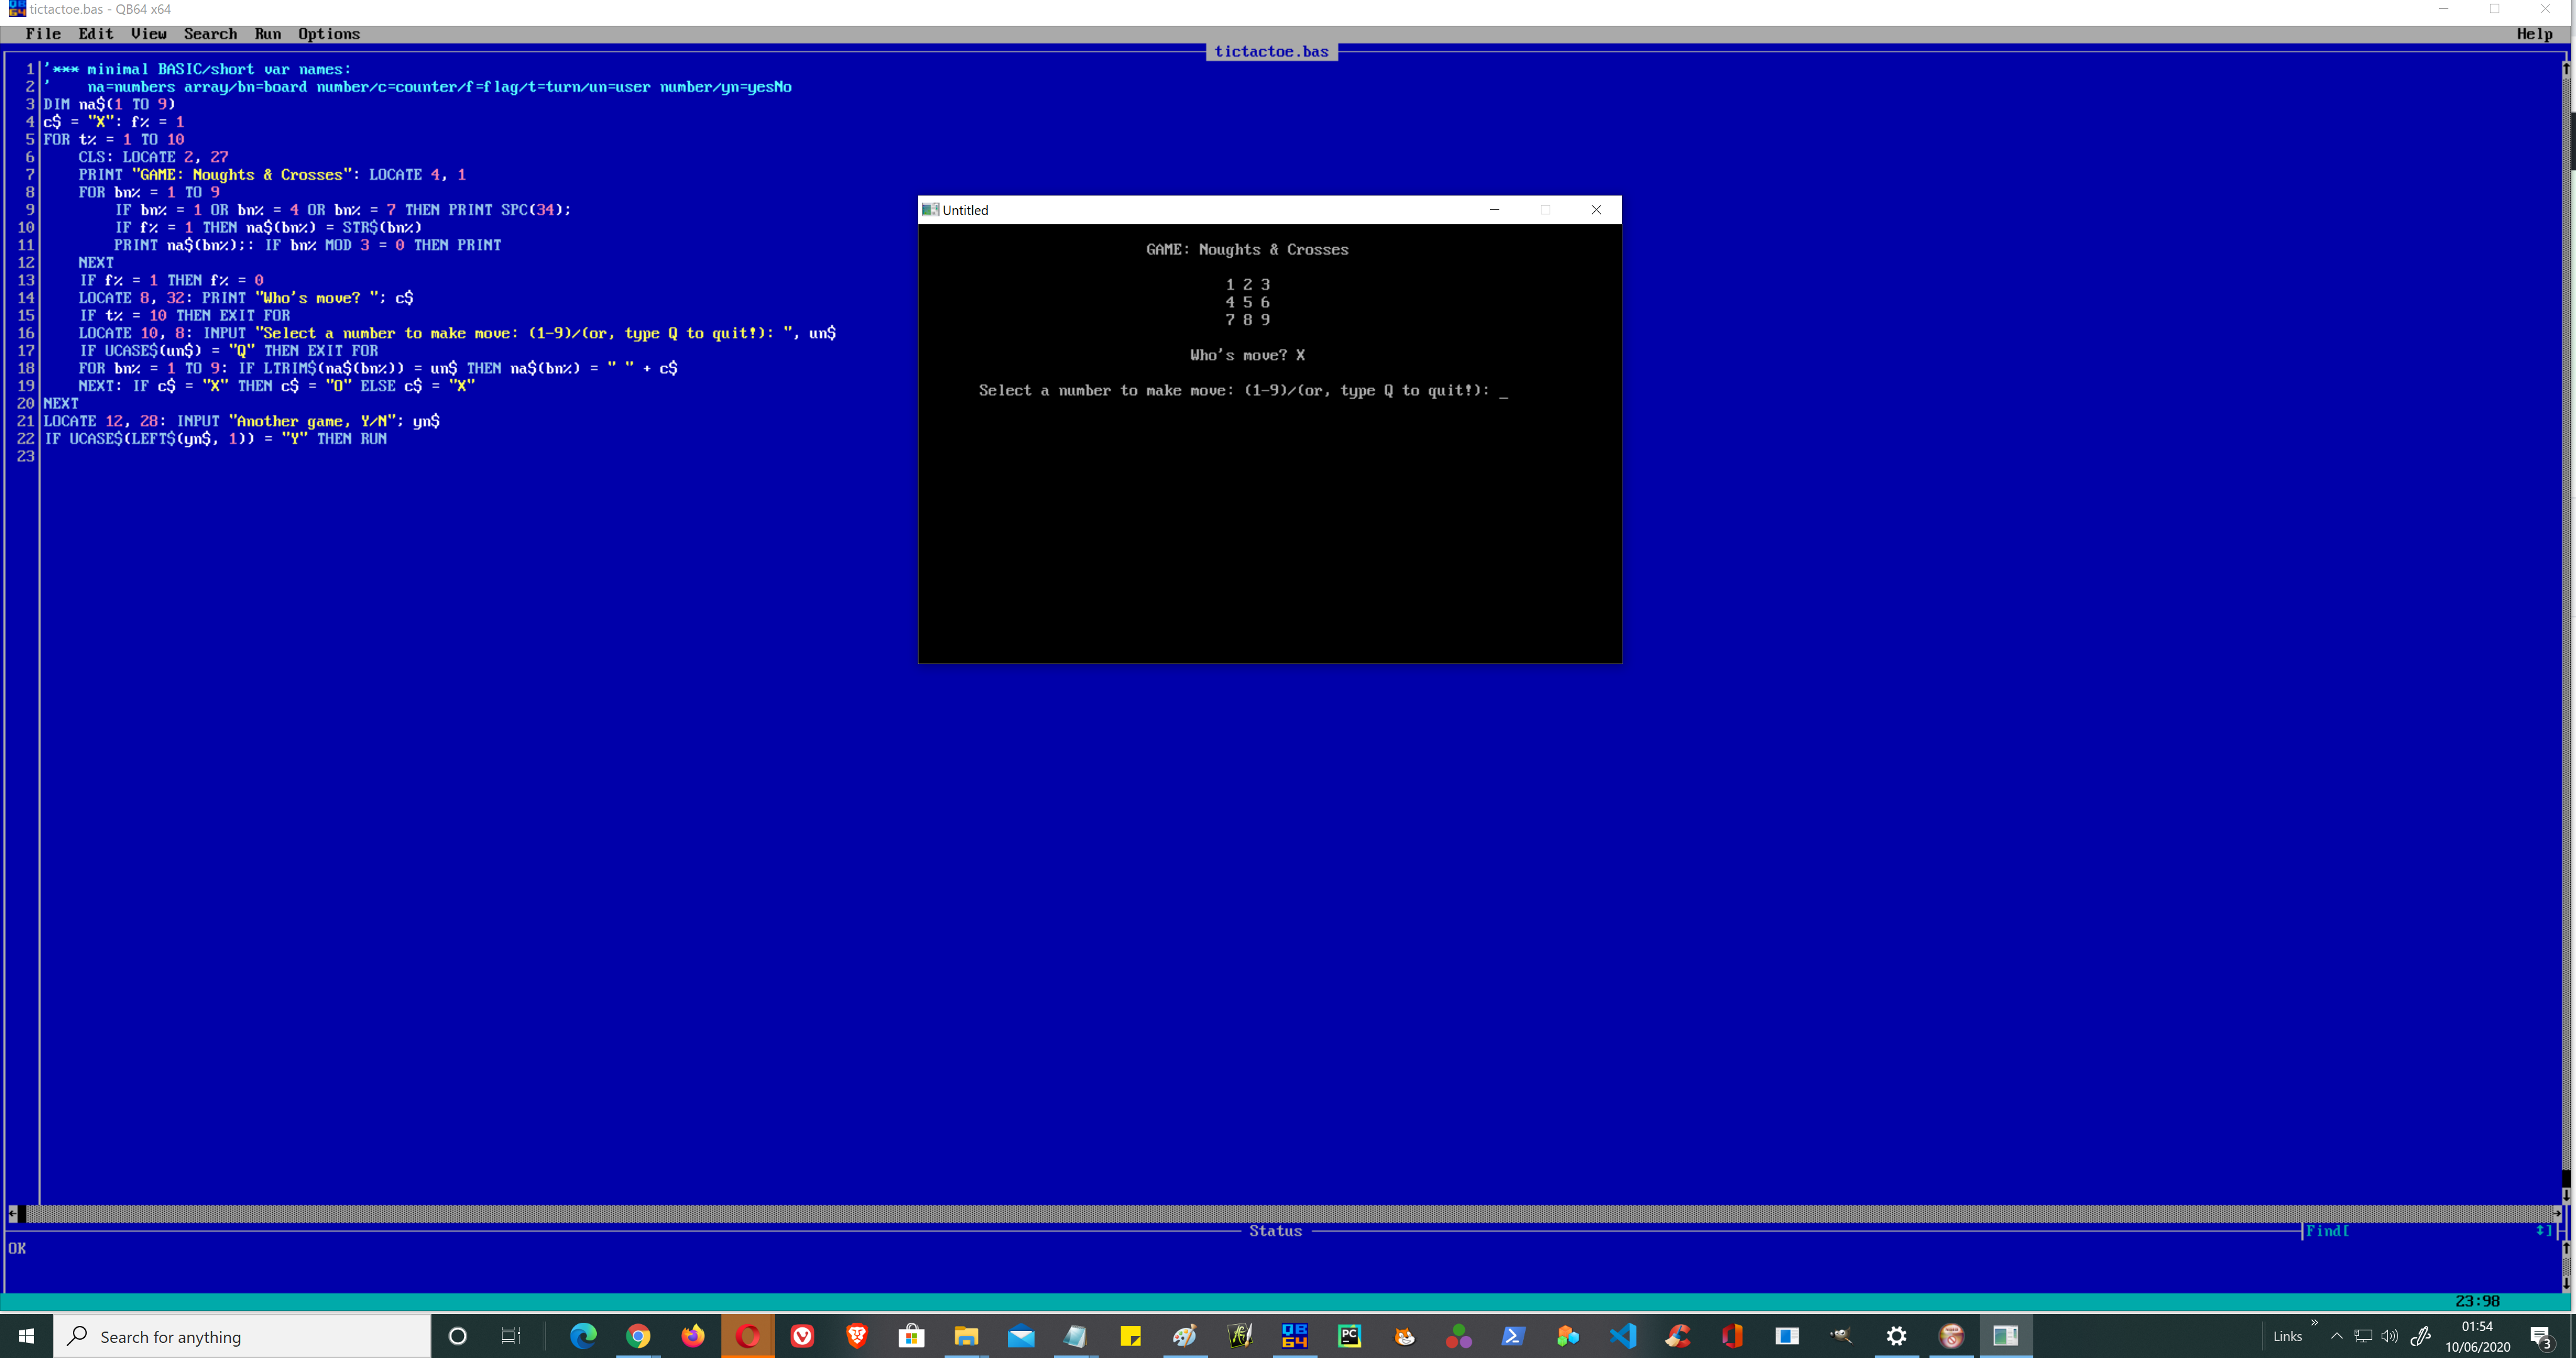 tictactoe.bas - QB64 x64
File Edit View Search Run Options Help
tictactoe.bas
1 '*** minimal BASIC/short var names:
2 '    na=numbers array/bn=board number/c=counter/f=flag/t=turn/un=user number/yn=yesNo
3 DIM na$(1 TO 9)
4 c$ = "X": f% = 1
5 FOR t% = 1 TO 10
6     CLS: LOCATE 2, 27
7     PRINT "GAME: Noughts & Crosses": LOCATE 4, 1
8     FOR bn% = 1 TO 9
9         IF bn% = 1 OR bn% = 4 OR bn% = 7 THEN PRINT SPC(34);
10         IF f% = 1 THEN na$(bn%) = STR$(bn%)
11         PRINT na$(bn%);: IF bn% MOD 3 = 0 THEN PRINT
12     NEXT
13     IF f% = 1 THEN f% = 0
14     LOCATE 8, 32: PRINT "Who's move? "; c$
15     IF t% = 10 THEN EXIT FOR
16     LOCATE 10, 8: INPUT "Select a number to make move: (1-9)/(or, type Q to quit!): ", un$
17     IF UCASE$(un$) = "Q" THEN EXIT FOR
18     FOR bn% = 1 TO 9: IF LTRIM$(na$(bn%)) = un$ THEN na$(bn%) = " " + c$
19     NEXT: IF c$ = "X" THEN c$ = "O" ELSE c$ = "X"
20 NEXT
21 LOCATE 12, 28: INPUT "Another game, Y/N"; yn$
22 IF UCASE$(LEFT$(yn$, 1)) = "Y" THEN RUN
23
Untitled
GAME: Noughts & Crosses
1 2 3
4 5 6
7 8 9
Who's move? X
Select a number to make move: (1-9)/(or, type Q to quit!): _
Status
Find[ ]
OK
23:98
Search for anything
QB64
PC
Links
01:54
10/06/2020
3